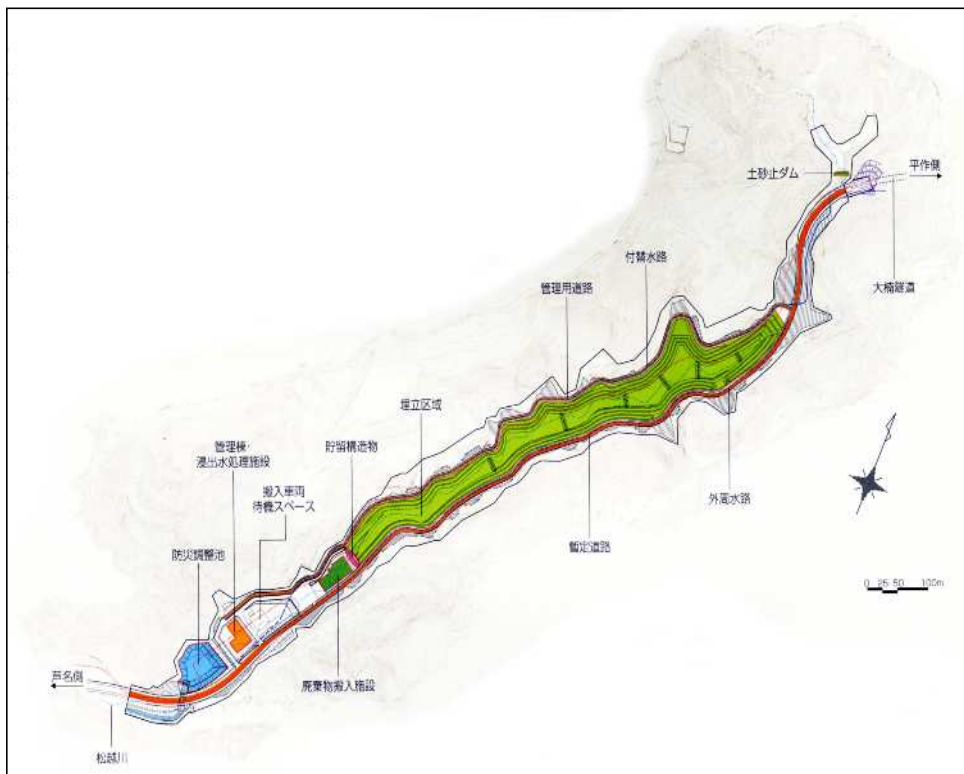 土砂止ダム
平作側
大楠隧道
付替水路
管理用道路
埋立区域
貯留構造物
管理棟・
浸出水処理施設
搬入車両
待機スペース
防災調整池
外周水路
暫定道路
0 25 50 100m
廃棄物搬入施設
芦名側
松越川